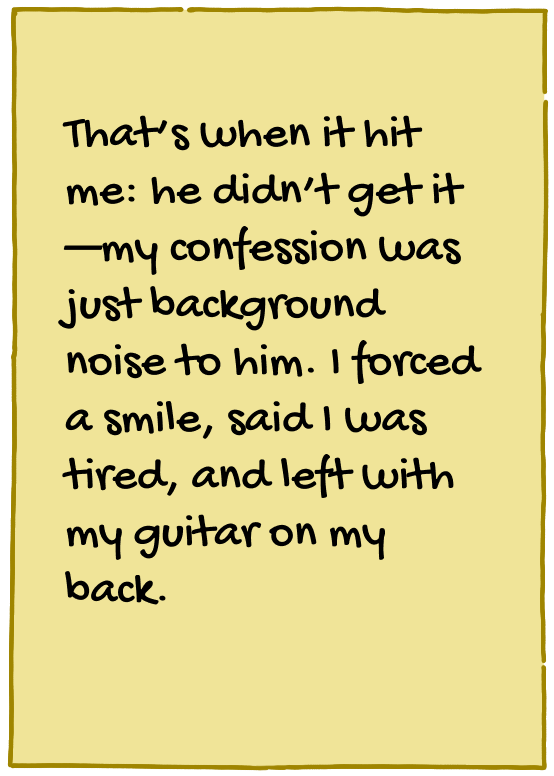 That's when it hit
me: he didn't get it
—my confession was
just background
noise to him. I forced
a smile, said I was
tired, and left with
my guitar on my
back.